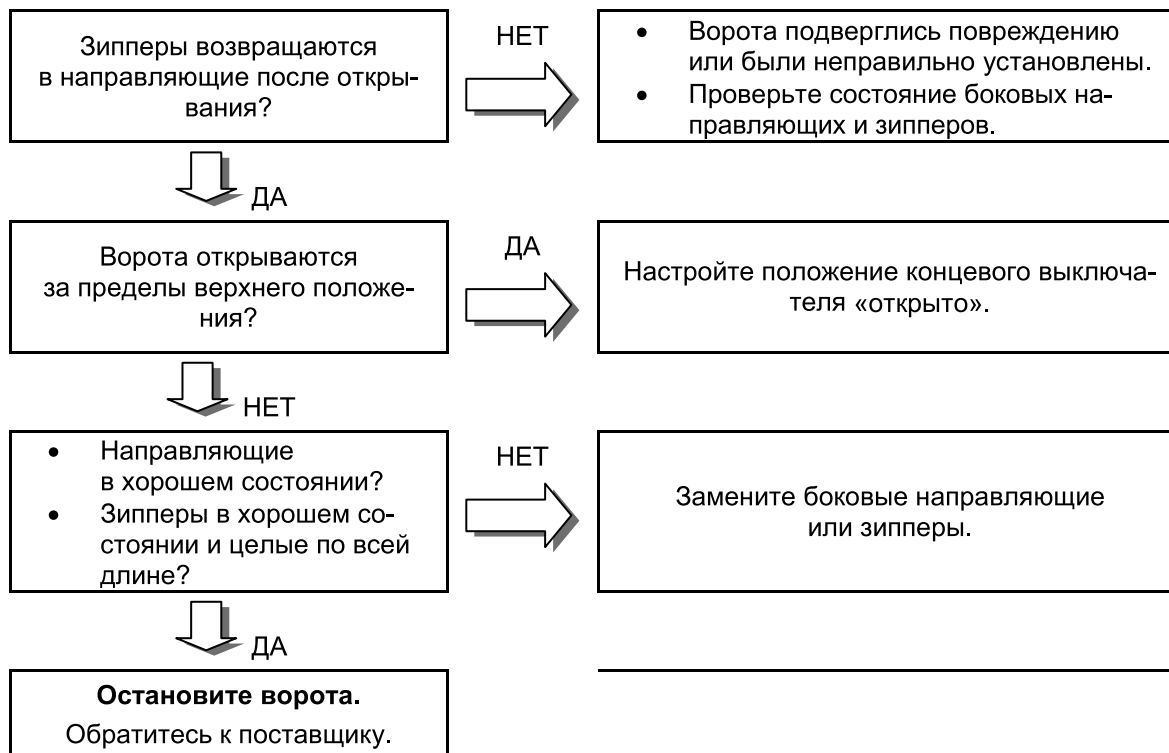 Зипперы возвращаются
в направляющие после откры-
вания?
НЕТ
• Ворота подверглись повреждению
или были неправильно установлены.
• Проверьте состояние боковых на-
правляющих и зипперов.
ДА
Ворота открываются
за пределы верхнего положе-
ния?
ДА
Настройте положение концевого выключа-
теля «открыто».
НЕТ
• Направляющие
в хорошем состоянии?
• Зипперы в хорошем со-
стоянии и целые по всей
длине?
НЕТ
Замените боковые направляющие
или зипперы.
ДА
Остановите ворота.
Обратитесь к поставщику.